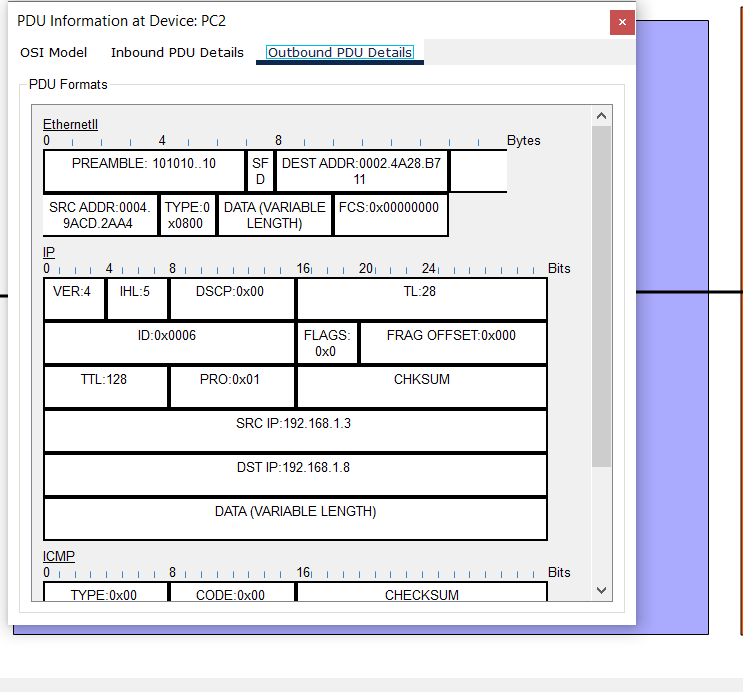 PDU Information at Device: PC2
OSI Model Inbound PDU Details Outbound PDU Details
PDU Formats
EthernetII
0 4 8 Bytes
PREAMBLE: 101010..10 SF DEST ADDR:0002.4A28.B7
D 11
SRC ADDR:0004. TYPE:0 DATA (VARIABLE FCS:0x00000000
9ACD.2AA4 x0800 LENGTH)
IP
0 4 8 16 20 24 Bits
VER:4 IHL:5 DSCP:0x00 TL:28
ID:0x0006 FLAGS: FRAG OFFSET:0x000
0x0
TTL:128 PRO:0x01 CHKSUM
SRC IP:192.168.1.3
DST IP:192.168.1.8
DATA (VARIABLE LENGTH)
ICMP
0 8 16 Bits
TYPE:0x00 CODE:0x00 CHECKSUM